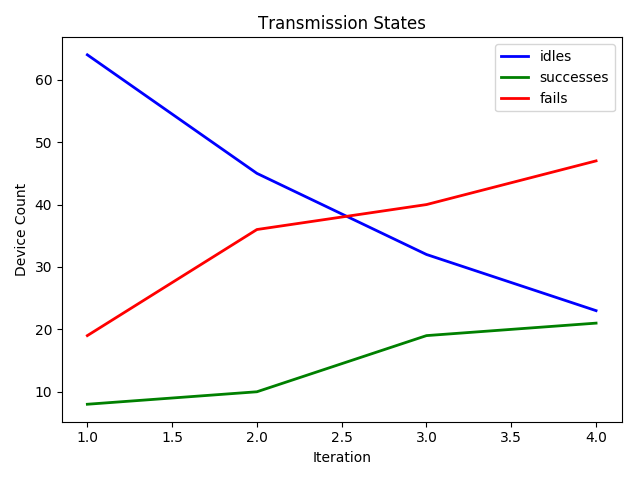 Transmission States
idles
successes
fails
60
50
40
30
20
10
Device Count
1.0 1.5 2.0 2.5 3.0 3.5 4.0
Iteration